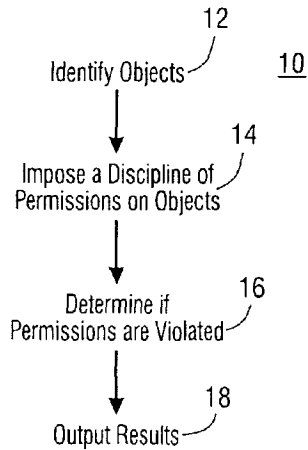 12
Identify Objects
10
14
Impose a Discipline of
Permissions on Objects
16
Determine if
Permissions are Violated
18
Output Results